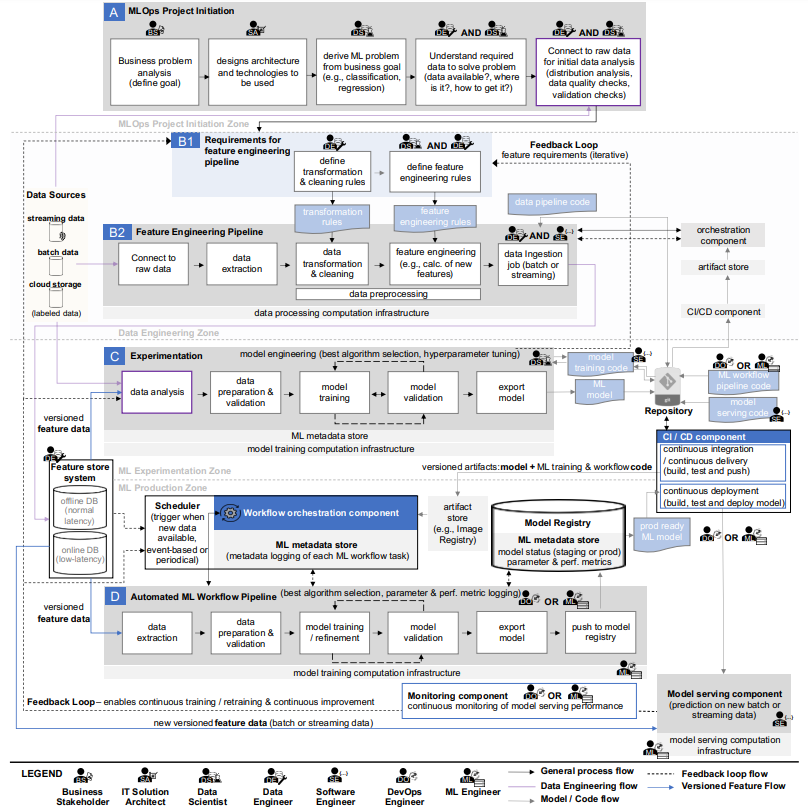 A MLOps Project Initiation
BS
SA
DS
DE AND DS
DE AND DS
Business problem
analysis
(define goal)
designs architecture
and technologies to
be used
derive ML problem
from business goal
(e.g., classification,
regression)
Understand required
data to solve problem
(data available?, where
is it?, how to get it?)
Connect to raw data
for initial data analysis
(distribution analysis,
data quality checks,
validation checks)
MLOps Project Initiation Zone
B1 Requirements for
feature engineering
pipeline
DE
DS AND DE
define
transformation
& cleaning rules
define feature
engineering rules
Feedback Loop
feature requirements (iterative)
transformation
rules
feature
engineering rules
data pipeline code
Data Sources
streaming data
batch data
cloud storage
(labeled data)
B2 Feature Engineering Pipeline
DE AND SE
Connect to
raw data
data
extraction
data
transformation
& cleaning
feature engineering
(e.g., calc. of new
features)
data Ingestion
job (batch or
streaming)
data preprocessing
data processing computation infrastructure
orchestration
component
artifact store
CI/CD component
Data Engineering Zone
C Experimentation
model engineering (best algorithm selection, hyperparameter tuning)
DS
data analysis
data
preparation &
validation
model
training
model
validation
export
model
ML metadata store
model training computation infrastructure
model
training code
SE
ML
model
Repository
DO OR ML
ML workflow
pipeline code
model
serving code
SE
versioned
feature data
DE
Feature store
system
offline DB
(normal
latency)
online DB
(low-latency)
versioned
feature data
ML Experimentation Zone
ML Production Zone
versioned artifacts: model + ML training & workflow code
CI / CD component
continuous integration
/ continuous delivery
(build, test and push)
continuous deployment
(build, test and deploy model)
Scheduler
(trigger when
new data
available,
event-based or
periodical)
Workflow orchestration component
ML metadata store
(metadata logging of each ML workflow task)
artifact
store
(e.g., Image
Registry)
Model Registry
ML metadata store
model status (staging or prod)
parameter & perf. metrics
prod ready
ML model
DO OR ML
D Automated ML Workflow Pipeline
(best algorithm selection, parameter & perf. metric logging)
DO OR ML
data
extraction
data
preparation &
validation
model
training /
refinement
model
validation
export
model
push to model
registry
model training computation infrastructure
ML
Feedback Loop – enables continuous training / retraining & continuous improvement
Monitoring component
DO OR ML
continuous monitoring of model serving performance
new versioned feature data (batch or streaming data)
Model serving component
(prediction on new batch or
streaming data)
SE
model serving computation
infrastructure
ML
LEGEND
BS
Business
Stakeholder
SA
IT Solution
Architect
DS
Data
Scientist
DE
Data
Engineer
SE
Software
Engineer
DO
DevOps
Engineer
ML
ML Engineer
General process flow
Data Engineering flow
Model / Code flow
Feedback loop flow
Versioned Feature Flow